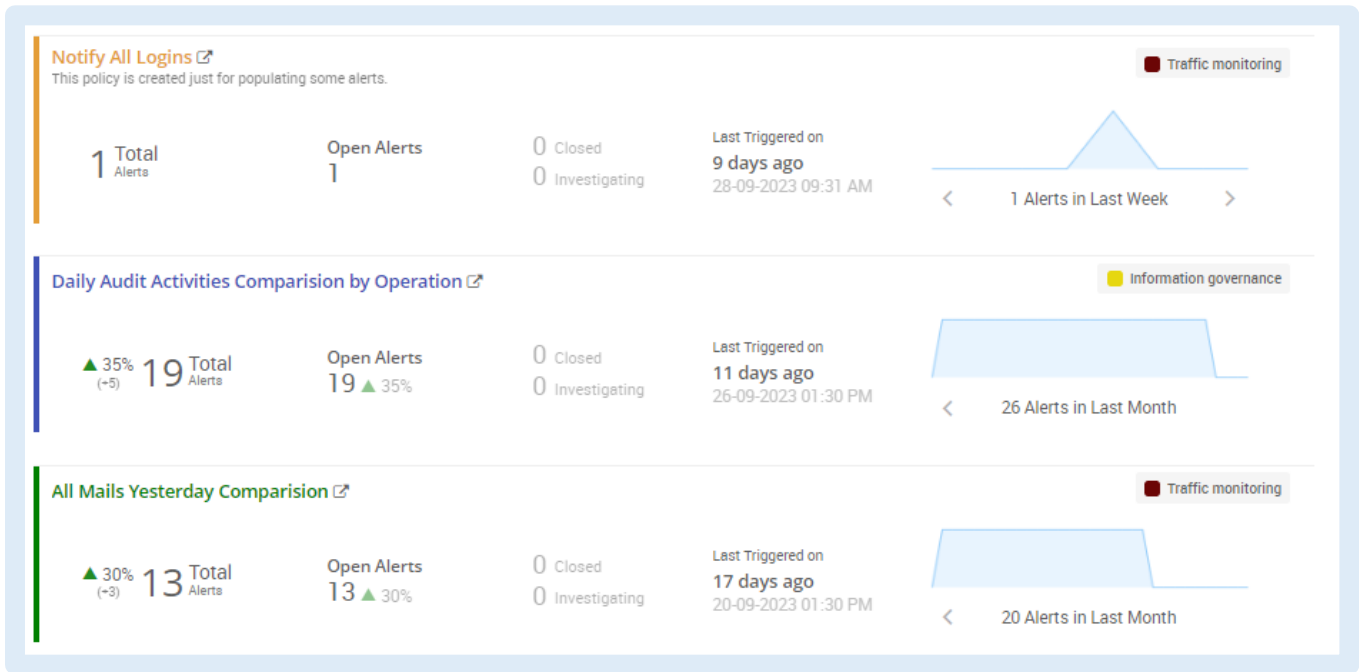 Notify All Logins
This policy is created just for populating some alerts.
Traffic monitoring
1 Total Alerts
Open Alerts
1
0 Closed
0 Investigating
Last Triggered on
9 days ago
28-09-2023 09:31 AM
1 Alerts in Last Week
Daily Audit Activities Comparision by Operation
Information governance
35%
(+5)
19 Total Alerts
Open Alerts
19 35%
0 Closed
0 Investigating
Last Triggered on
11 days ago
26-09-2023 01:30 PM
26 Alerts in Last Month
All Mails Yesterday Comparision
Traffic monitoring
30%
(+3)
13 Total Alerts
Open Alerts
13 30%
0 Closed
0 Investigating
Last Triggered on
17 days ago
20-09-2023 01:30 PM
20 Alerts in Last Month